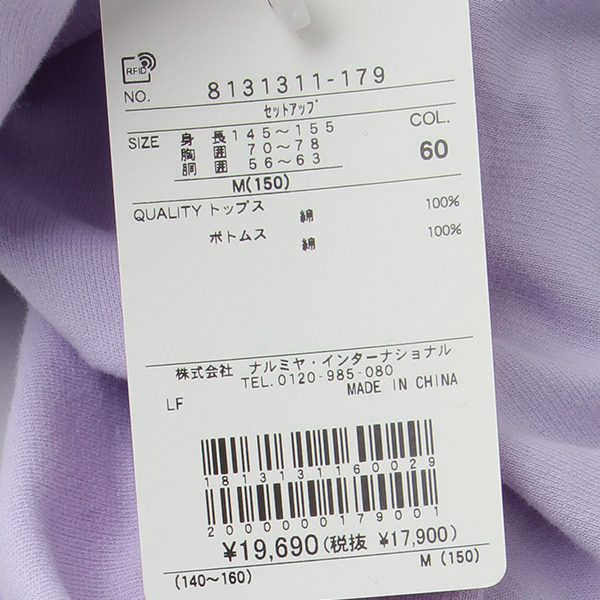 RFID
NO. 8131311-179
セットアップ
SIZE 身長 145～155 COL.
胸囲 70～78 60
胴囲 56～63
M(150)
QUALITY トップス 綿 100%
ボトムス 綿 100%
株式会社 ナルミヤ・インターナショナル
TEL.0120-985-080
LF MADE IN CHINA
1813131160029
2000000179001
¥19,690(税抜 ¥17,900)
(140～160) M (150)